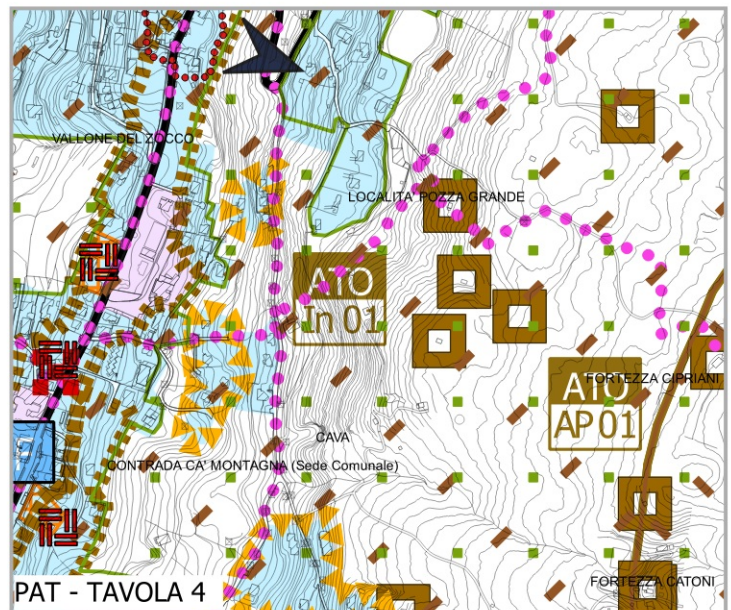 VALLONE DEL ZOCCO
LOCALITA' POZZA GRANDE
ATO
In 01
ATO
AP 01
FORTEZZA CIPRIANI
CAVA
CONTRADA CA' MONTAGNA (Sede Comunale)
FORTEZZA CATONI
PAT - TAVOLA 4